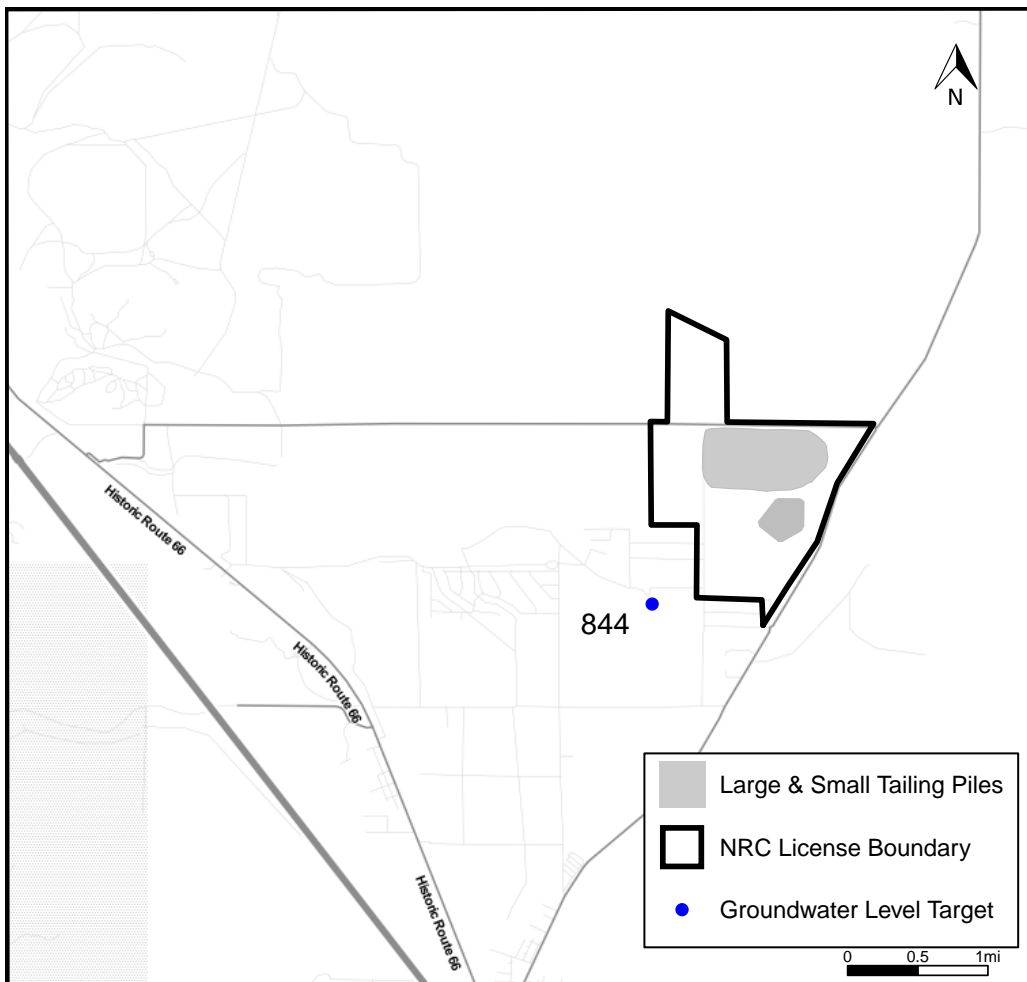 N
Historic Route 66
844
Historic Route 66
Historic Route 66
Large & Small Tailing Piles
NRC License Boundary
Groundwater Level Target
0 0.5 1mi